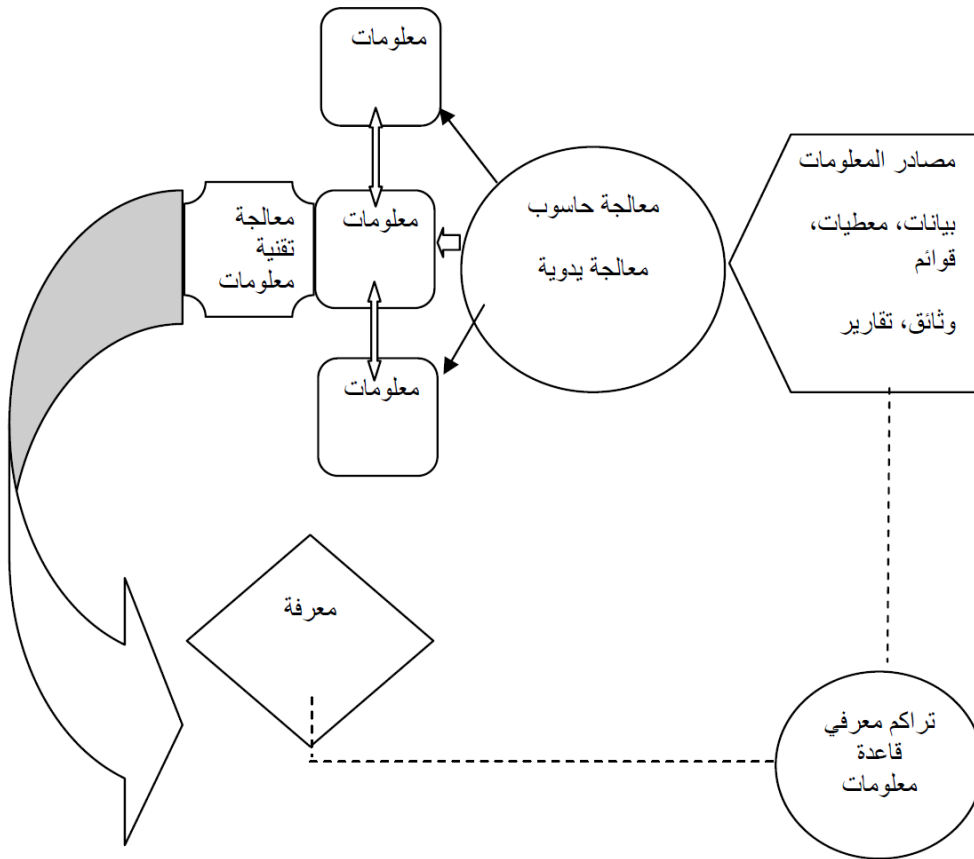 مصادر المعلومات
بيانات، معطيات،
قوائم
وثائق، تقارير
معالجة حاسوب
معالجة يدوية
معلومات
معلومات
معلومات
معالجة
تقنية
معلومات
معرفة
تراكم معرفي
قاعدة
معلومات